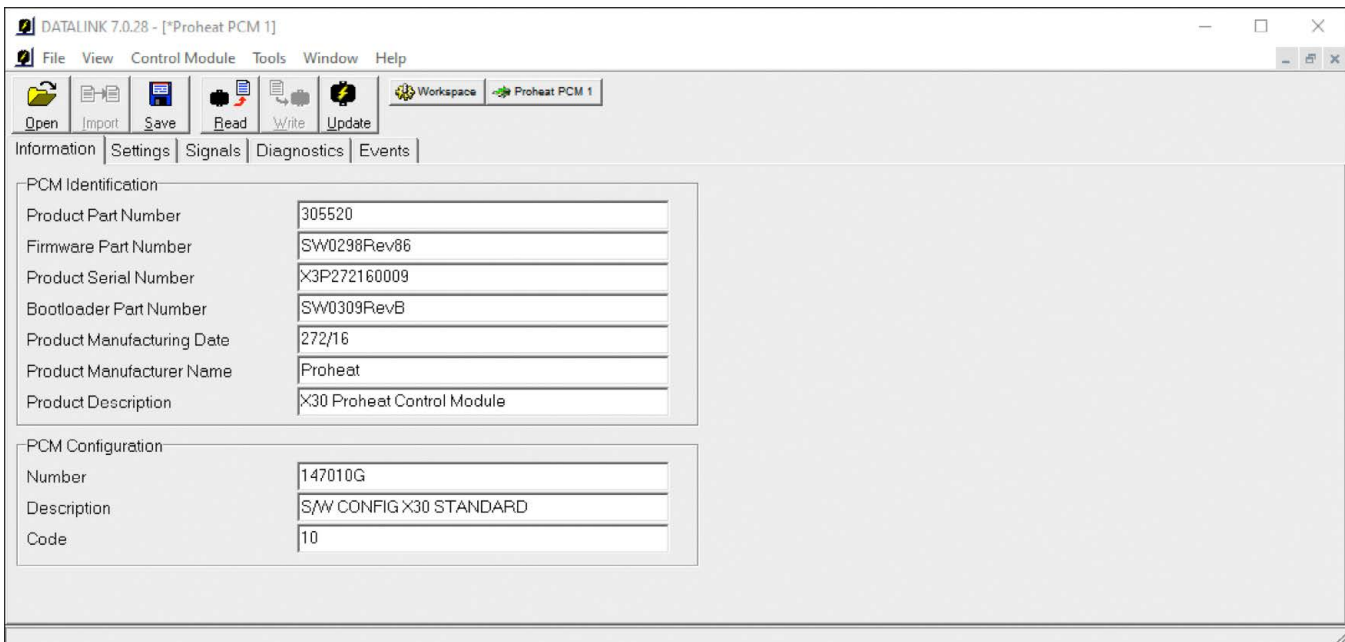 DATALINK 7.0.28 - [*Proheat PCM 1]
File View Control Module Tools Window Help
Open Import Save Read Write Update Workspace Proheat PCM 1
Information Settings Signals Diagnostics Events
PCM Identification
Product Part Number 305520
Firmware Part Number SW0298Rev86
Product Serial Number X3P272160009
Bootloader Part Number SW0309RevB
Product Manufacturing Date 272/16
Product Manufacturer Name Proheat
Product Description X30 Proheat Control Module
PCM Configuration
Number 147010G
Description S/W CONFIG X30 STANDARD
Code 10